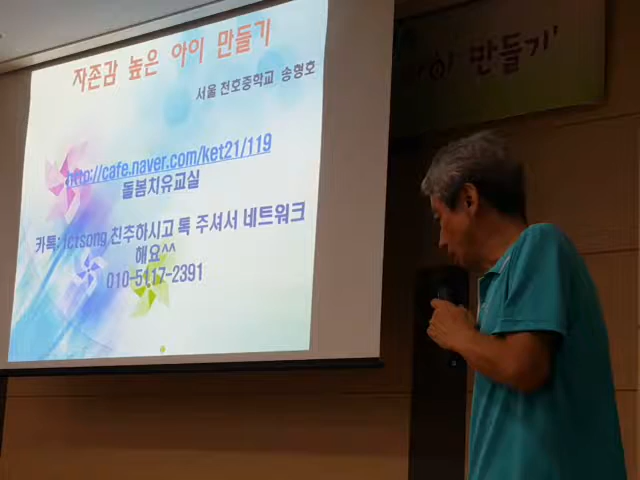 자존감 높은 아이 만들기
서울 천호중학교 송형호
http://cafe.naver.com/ket21/119
돌봄치유교실
카톡: ictsong 친추하시고 톡 주셔서 네트워크
해요^^
010-5117-2391
아이 만들기'